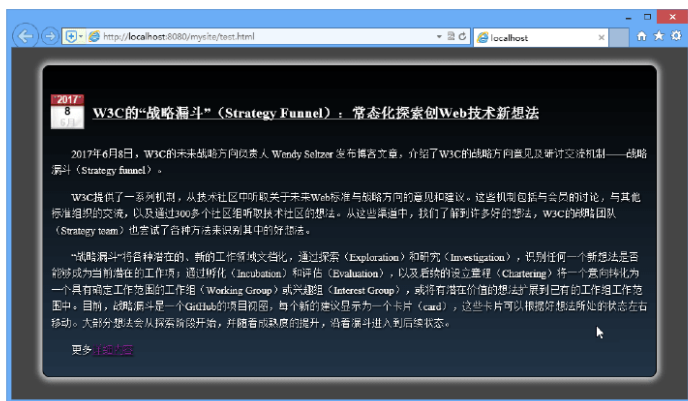 http://localhost:8080/mysite/test.html
localhost
2017
8
W3C的“战略漏斗”（Strategy Funnel）：常态化探索创Web技术新想法
2017年6月8日，W3C的未来战略方向负责人 Wendy Seltzer 发布博客文章，介绍了W3C的战略方向意见及研讨交流机制——战略
漏斗（Strategy funnel）。
W3C提供了一系列机制，从技术社区中听取关于未来Web标准与战略方向的意见和建议。这些机制包括与会员的讨论，与其他
标准组织的交流，以及通过300多个社区组听取技术社区的想法。从这些渠道中，我们了解到许多好的想法，W3C的战略团队
（Strategy team）也尝试了各种方法来识别其中的好想法。
“战略漏斗”将各种潜在的、新的工作领域文档化，通过探索（Exploration）和研究（Investigation），识别任何一个新想法是否
能够成为当前潜在的工作项；通过孵化（Incubation）和评估（Evaluation），以及后续的设立章程（Chartering）将一个意向转化为
一个具有确定工作范围的工作组（Working Group）或兴趣组（Interest Group），或将有潜在价值的想法扩展到已有的工作组工作范
围中。目前，战略漏斗是一个GitHub的项目视图，每个新的建议显示为一个卡片（card），这些卡片可以根据好想法所处的状态左右
移动。大部分想法会从探索阶段开始，并随着成熟度的提升，沿着漏斗进入到后续状态。
更多